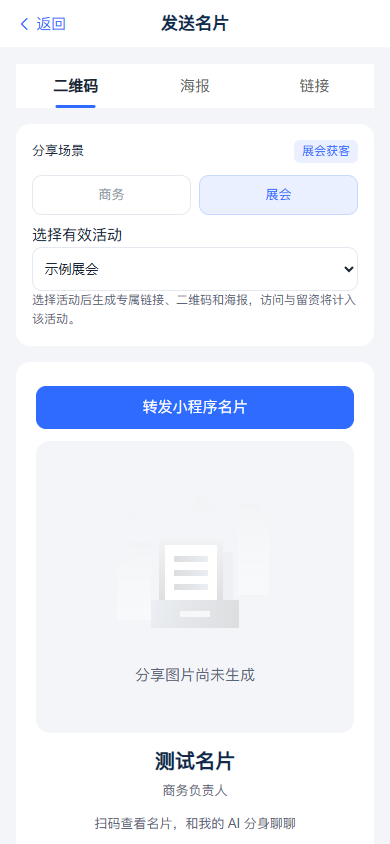 返回
发送名片
二维码
海报
链接
分享场景
展会获客
商务
展会
选择有效活动
示例展会
选择活动后生成专属链接、二维码和海报，访问与留资将计入
该活动。
转发小程序名片
分享图片尚未生成
测试名片
商务负责人
扫码查看名片，和我的 AI 分身聊聊